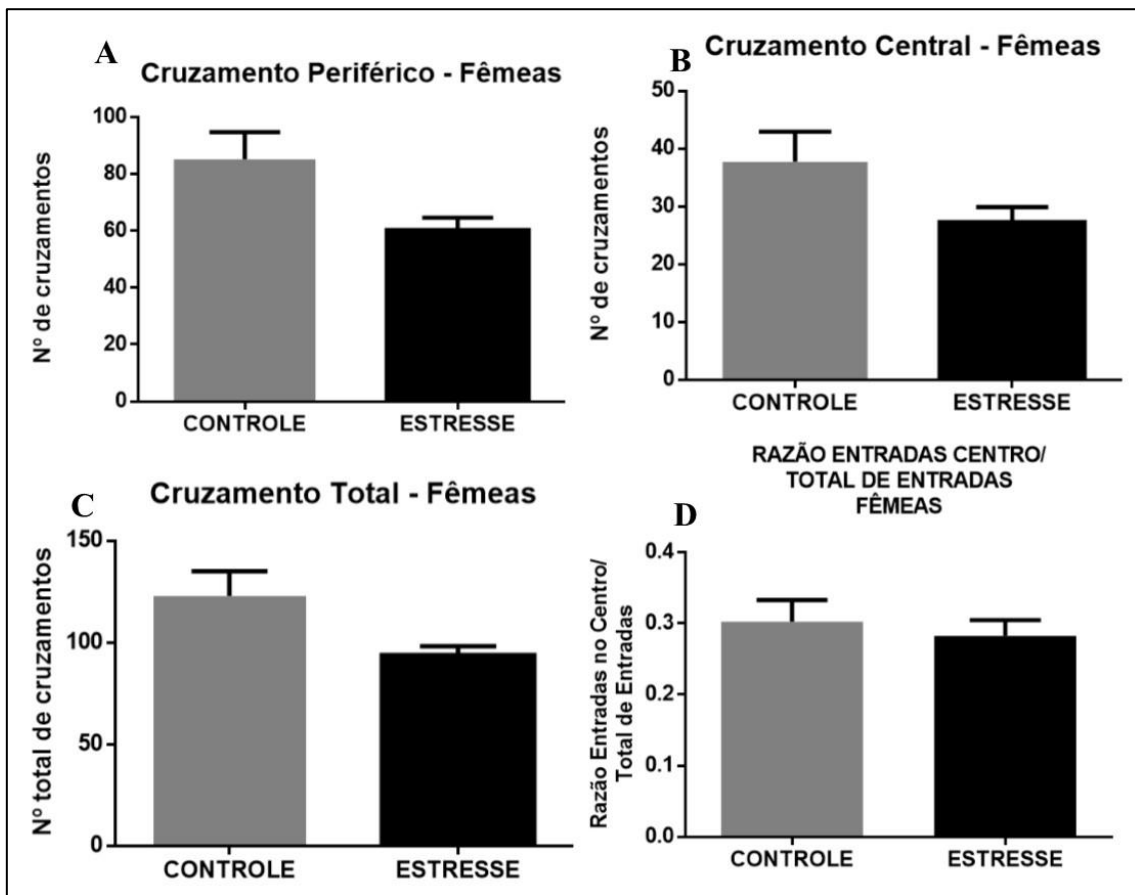 A
Cruzamento Periférico - Fêmeas
Nº de cruzamentos
100
80
60
40
20
0
CONTROLE
ESTRESSE
B
Cruzamento Central - Fêmeas
Nº de cruzamentos
50
40
30
20
10
0
CONTROLE
ESTRESSE
C
Cruzamento Total - Fêmeas
Nº total de cruzamentos
150
100
50
0
CONTROLE
ESTRESSE
RAZÃO ENTRADAS CENTRO/
TOTAL DE ENTRADAS
FÊMEAS
D
Razão Entradas no Centro/
Total de Entradas
0.4
0.3
0.2
0.1
0.0
CONTROLE
ESTRESSE